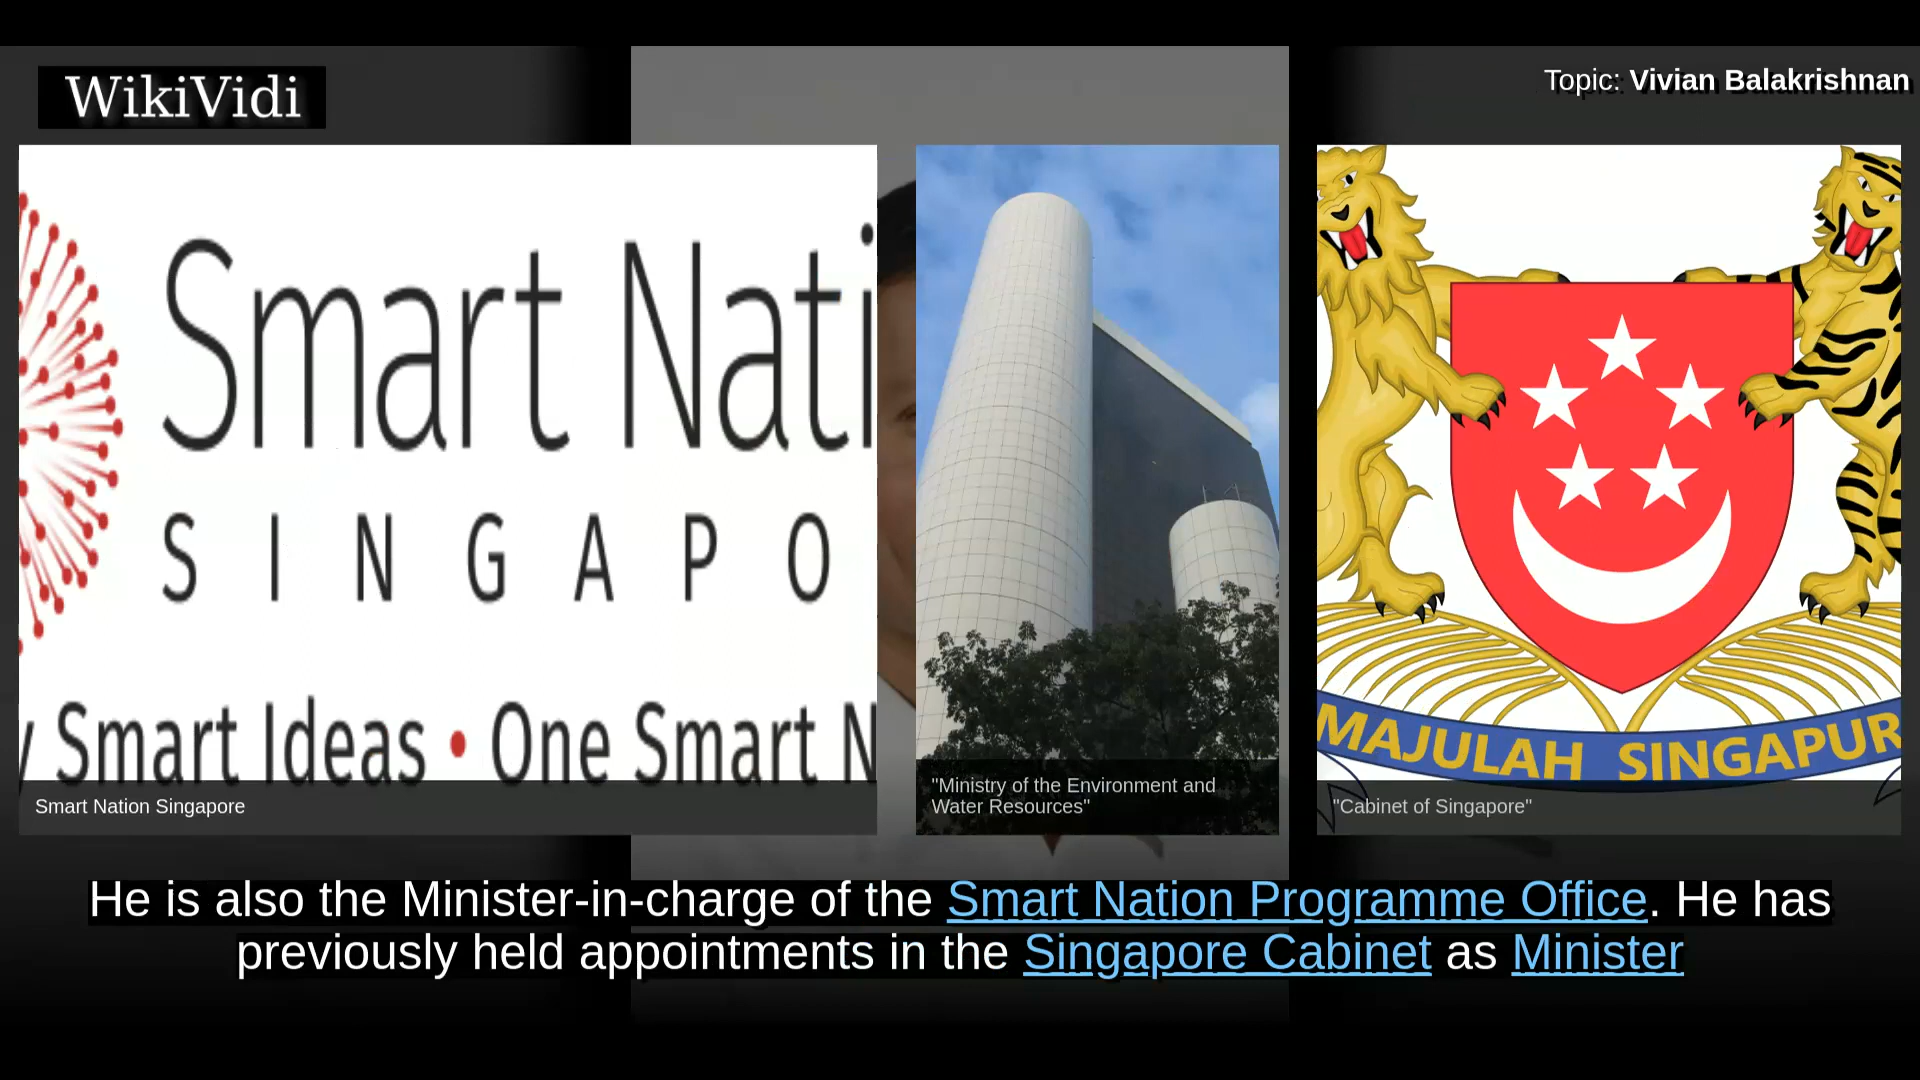 WikiVidi
Topic: Vivian Balakrishnan
Smart Nati
SINGAPO
y Smart Ideas • One Smart N
Smart Nation Singapore
"Ministry of the Environment and
Water Resources"
MAJULAH SINGAPUR
"Cabinet of Singapore"
He is also the Minister-in-charge of the Smart Nation Programme Office. He has
previously held appointments in the Singapore Cabinet as Minister